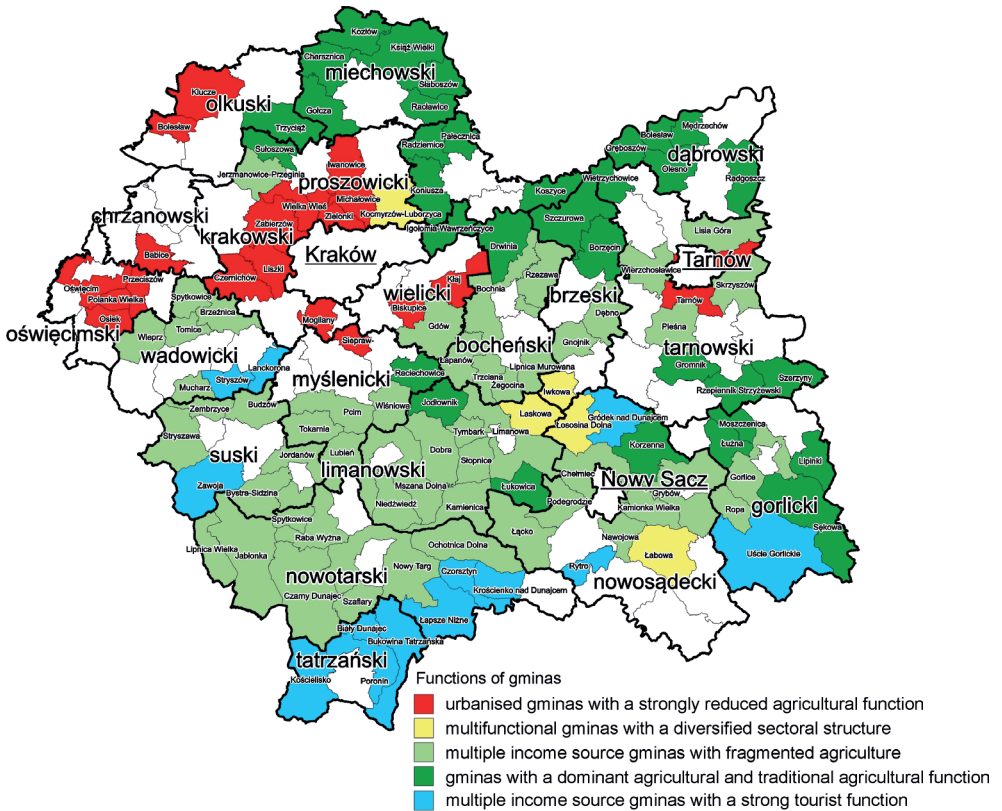 Kozłów
Książ Wielki
Charsznica
miechowski
Słaboszów
Klucze
olkuski
Racławice
Gołcza
Bolesław
Trzyciąż
Mędrzechów
Bolesław
Gręboszów
dąbrowski
Olesno
Radgoszcz
Pałecznica
Radziemice
Sułoszowa
Iwanowice
Jerzmanowice-Przeginia
proszowicki
Koniusza
Wietrzychowice
Koszyce
Michałowice
Wielka Wieś
Zielonki
Kocmyrzów-Luborzyca
chrzanowski
Zabierzów
krakowski
Igołomia-Wawrzeńczyce
Szczurowa
Lisia Góra
Babice
Kraków
Drwinia
Borzęcin
Tarnów
Liszki
Czernichów
Rzezawa
Wierzchosławice
Oświęcim
Przeciszów
Polanka Wielka
Spytkowice
Kłaj
wielicki
Bochnia
brzeski
Skrzyszów
Osiek
Brzeźnica
Mogilany
Biskupice
Tarnów
oświęcimski
Tomice
Gdów
Dębno
Pleśna
Wieprz
wadowicki
Siepraw
bocheński
Gnojnik
tarnowski
Lanckorona
Łapanów
Lipnica Murowana
Gromnik
Stryszów
myślenicki
Raciechowice
Trzciana
Żegocina
Szerzyny
Rzepiennik Strzyżewski
Mucharz
Iwkowa
Zembrzyce
Budzów
Wiśniowa
Jodłownik
Pcim
Laskowa
Gródek nad Dunajcem
Łososina Dolna
Moszczenica
Stryszawa
Tokarnia
Tymbark
Limanowa
Korzenna
Łużna
suski
Jordanów
Lubień
Dobra
Słopnice
Lipinki
limanowski
Chełmiec
Nowy Sącz
Gorlice
Zawoja
Bystra-Sidzina
Mszana Dolna
Łukowica
Grybów
gorlicki
Niedźwiedź
Kamienica
Podegrodzie
Kamionka Wielka
Ropa
Spytkowice
Łącko
Sękowa
Raba Wyżna
Lipnica Wielka
Jabłonka
Ochotnica Dolna
Nawojowa
Łabowa
Uście Gorlickie
Nowy Targ
Czorsztyn
Rytro
nowotarski
nowosądecki
Krościenko nad Dunajcem
Czarny Dunajec
Szaflary
Łapsze Niżne
Biały Dunajec
Bukowina Tatrzańska
tatrzański
Kościelisko
Poronin
Functions of gminas
urbanised gminas with a strongly reduced agricultural function
multifunctional gminas with a diversified sectoral structure
multiple income source gminas with fragmented agriculture
gminas with a dominant agricultural and traditional agricultural function
multiple income source gminas with a strong tourist function